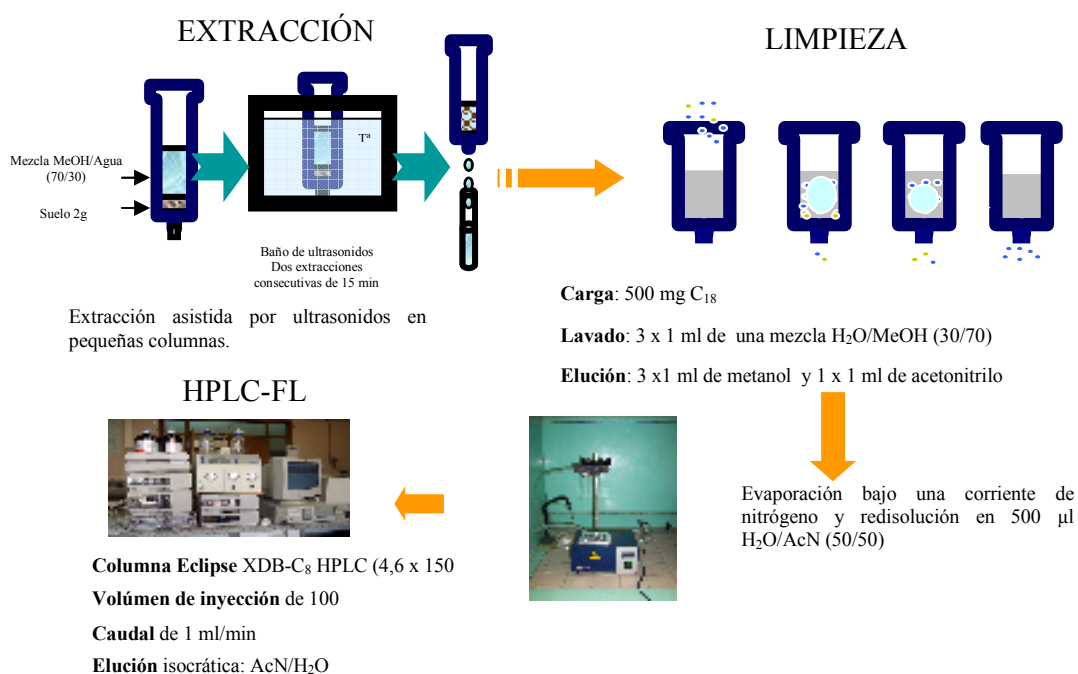 EXTRACCIÓN
Mezcla MeOH/Agua
(70/30)
Suelo 2g
Tª
Baño de ultrasonidos
Dos extracciones
consecutivas de 15 min
Extracción asistida por ultrasonidos en
pequeñas columnas.
LIMPIEZA
Carga: 500 mg C₁₈
Lavado: 3 x 1 ml de una mezcla H₂O/MeOH (30/70)
Elución: 3 x1 ml de metanol y 1 x 1 ml de acetonitrilo
Evaporación bajo una corriente de
nitrógeno y redisolución en 500 µl
H₂O/AcN (50/50)
HPLC-FL
Columna Eclipse XDB-C₈ HPLC (4,6 x 150
Volúmen de inyección de 100
Caudal de 1 ml/min
Elución isocrática: AcN/H₂O